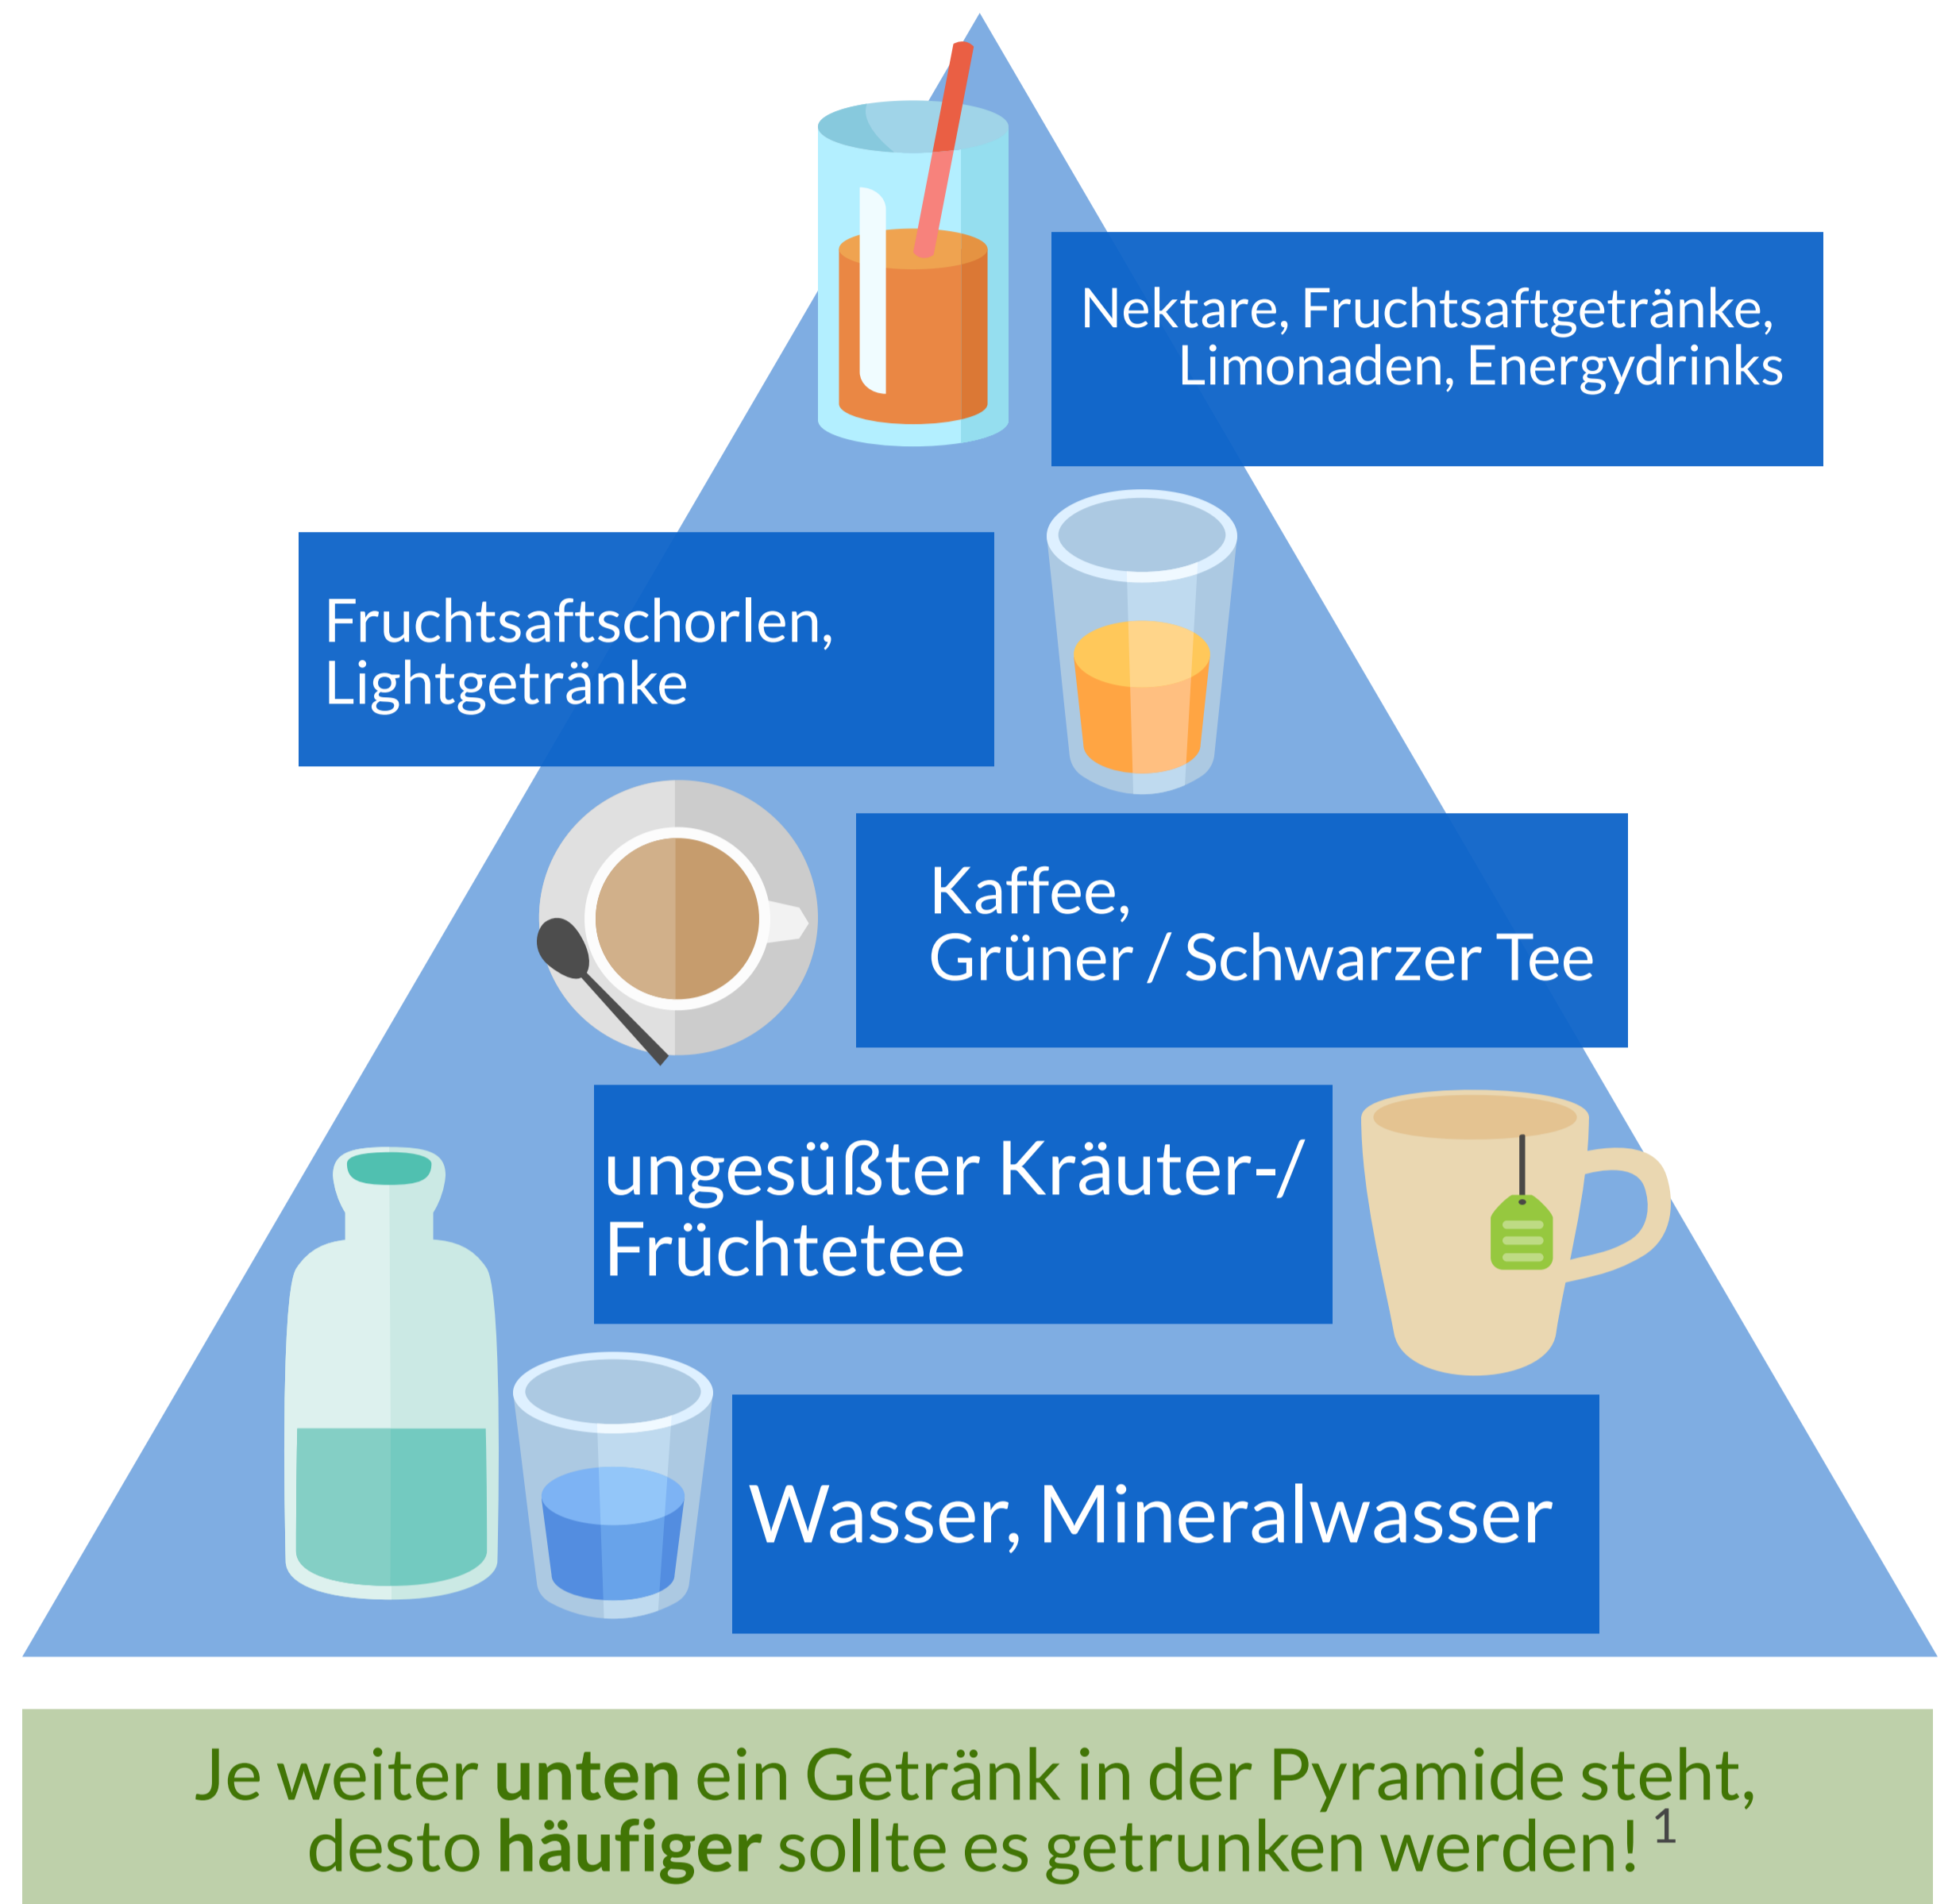 Nektare, Fruchtsaftgetränke,
Limonaden, Energydrinks
Fruchtsaftschorlen,
Lightgetränke
Kaffee,
Grüner / Schwarzer Tee
ungesüßter Kräuter-/
Früchtetee
Wasser, Mineralwasser
Je weiter unten ein Getränk in der Pyramide steht,
desto häufiger sollte es getrunken werden! 1